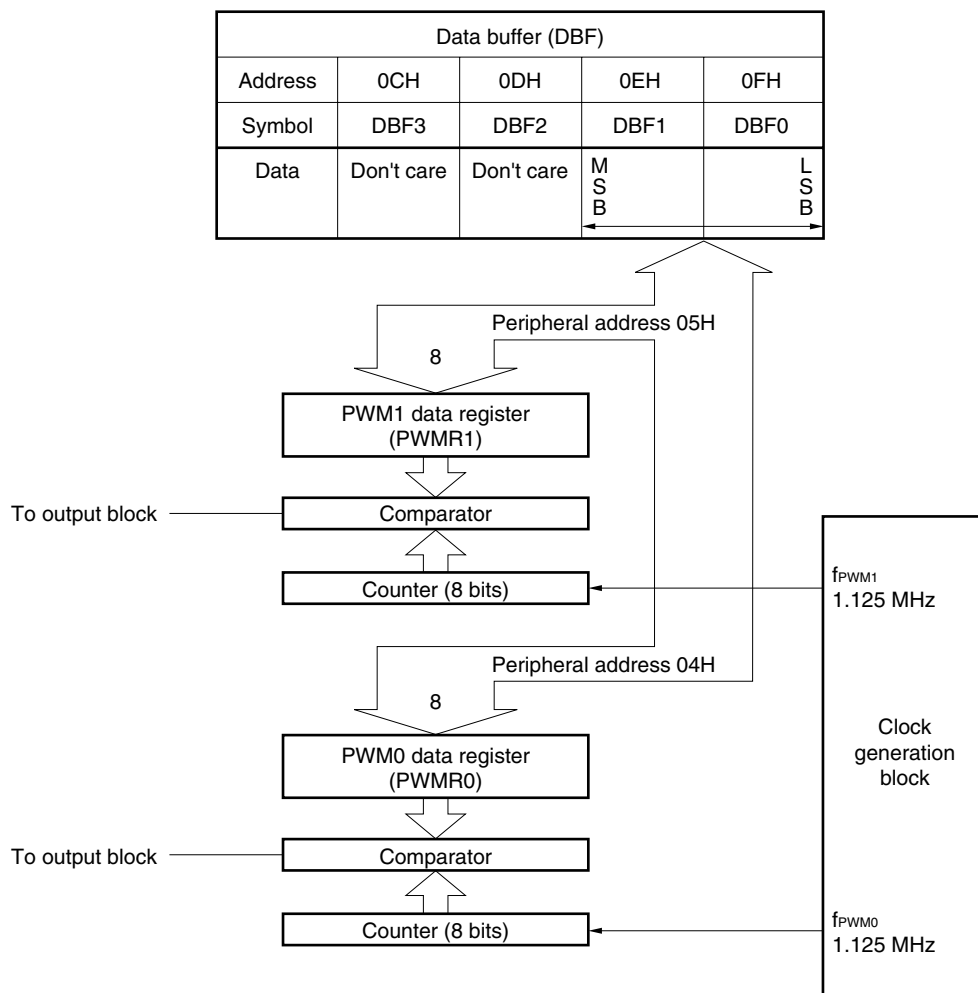 Data buffer (DBF)
Address 0CH 0DH 0EH 0FH
Symbol DBF3 DBF2 DBF1 DBF0
Data Don't care Don't care MSB LSB
Peripheral address 05H
8
PWM1 data register
(PWMR1)
To output block
Comparator
Counter (8 bits)
fPWM1
1.125 MHz
Peripheral address 04H
8
PWM0 data register
(PWMR0)
Clock
generation
block
To output block
Comparator
Counter (8 bits)
fPWM0
1.125 MHz